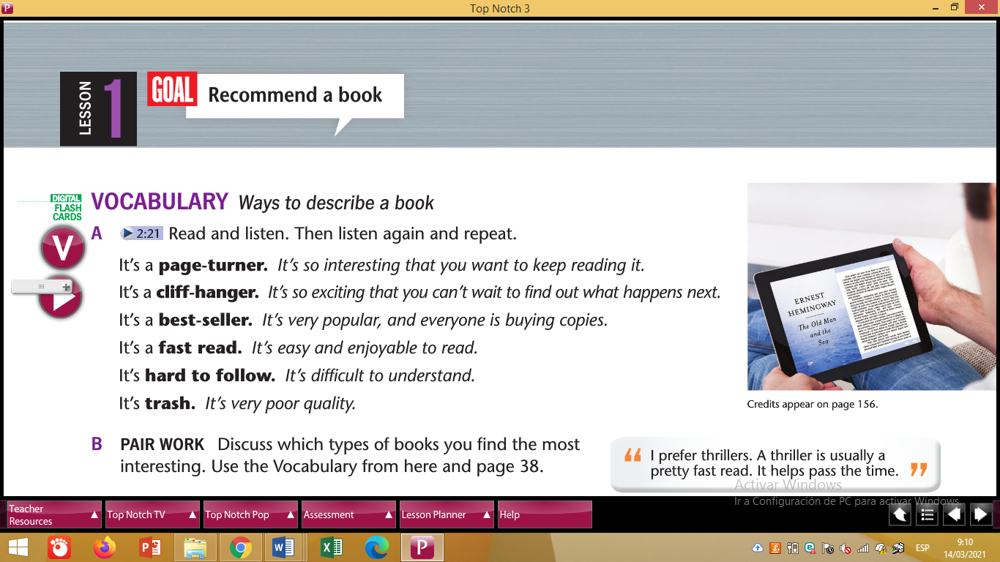 Top Notch 3
LESSON 1
GOAL Recommend a book
DIGITAL
FLASH
CARDS
VOCABULARY Ways to describe a book
V
A 2:21 Read and listen. Then listen again and repeat.
It's a page-turner. It's so interesting that you want to keep reading it.
It's a cliff-hanger. It's so exciting that you can't wait to find out what happens next.
It's a best-seller. It's very popular, and everyone is buying copies.
It's a fast read. It's easy and enjoyable to read.
It's hard to follow. It's difficult to understand.
It's trash. It's very poor quality.
ERNEST
HEMINGWAY
The Old Man
and the
Sea
Credits appear on page 156.
B PAIR WORK Discuss which types of books you find the most
interesting. Use the Vocabulary from here and page 38.
“ I prefer thrillers. A thriller is usually a
pretty fast read. It helps pass the time. ”
Activar Windows
Ir a Configuración de PC para activar Windows.
Teacher
Resources
Top Notch TV
Top Notch Pop
Assessment
Lesson Planner
Help
ESP
9:10
14/03/2021